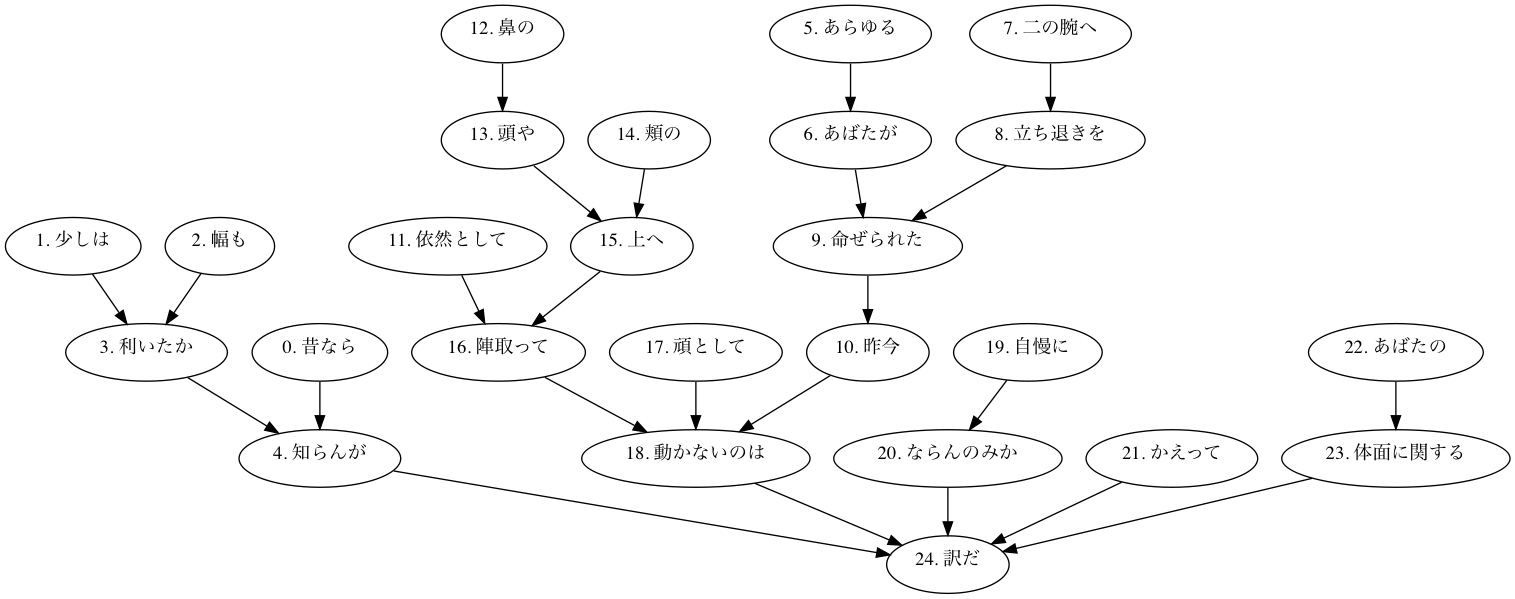 12. 鼻の
5. あらゆる
7. 二の腕へ
13. 頭や
14. 頬の
6. あばたが
8. 立ち退きを
1. 少しは
2. 幅も
11. 依然として
15. 上へ
9. 命ぜられた
3. 利いたか
0. 昔なら
16. 陣取って
17. 頑として
10. 昨今
19. 自慢に
22. あばたの
4. 知らんが
18. 動かないのは
20. ならんのみか
21. かえって
23. 体面に関する
24. 訳だ